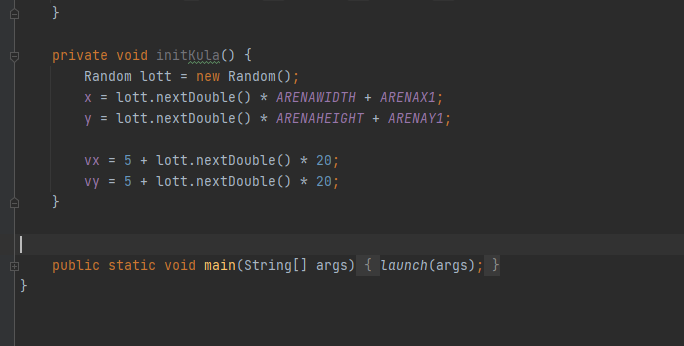 }
private void initKula() {
Random lott = new Random();
x = lott.nextDouble() * ARENAWIDTH + ARENAX1;
y = lott.nextDouble() * ARENAHEIGHT + ARENAY1;
vx = 5 + lott.nextDouble() * 20;
vy = 5 + lott.nextDouble() * 20;
}
public static void main(String[] args) { launch(args); }
}